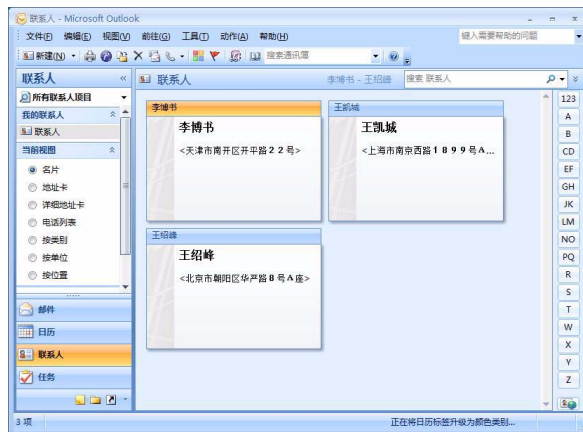 联系人 - Microsoft Outlook
文件(F) 编辑(E) 视图(V) 前往(G) 工具(T) 动作(A) 帮助(H) 键入需要帮助的问题
新建(N) 搜索通讯簿
联系人 «
联系人 李博书 - 王绍峰 搜索 联系人
所有联系人项目
我的联系人
联系人
当前视图
名片
地址卡
详细地址卡
电话列表
按类别
按单位
按位置
邮件
日历
联系人
任务
李博书
李博书
<天津市南开区开平路22号>
王凯城
王凯城
<上海市南京西路1899号A...
王绍峰
王绍峰
<北京市朝阳区华严路8号A座>
123
A
B
CD
EF
GH
JK
LM
NO
PQ
R
S
T
W
X
Y
Z
3 项 正在将日历标签升级为颜色类别...